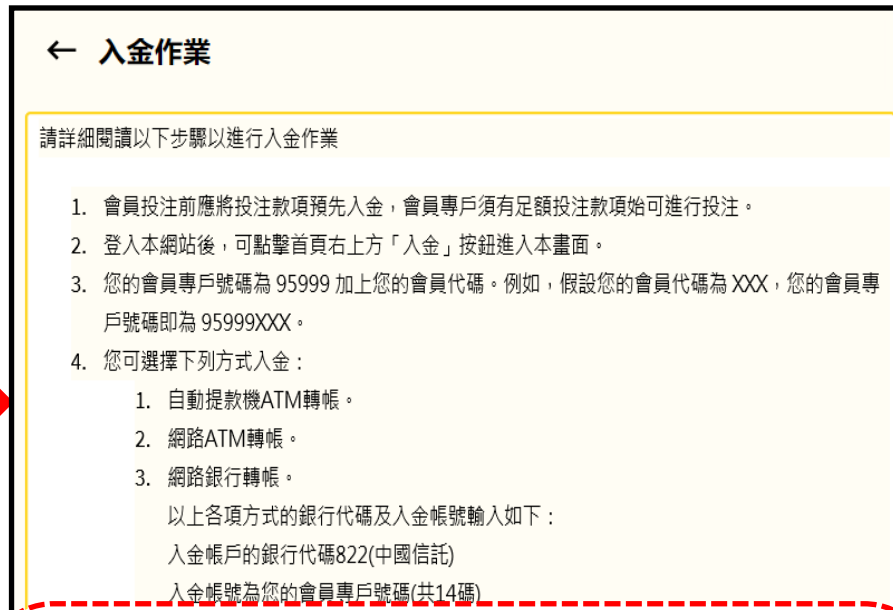 ← 入金作業
請詳細閱讀以下步驟以進行入金作業
1. 會員投注前應將投注款項預先入金，會員專戶須有足額投注款項始可進行投注。
2. 登入本網站後，可點擊首頁右上方「入金」按鈕進入本畫面。
3. 您的會員專戶號碼為 95999 加上您的會員代碼。例如，假設您的會員代碼為 XXX，您的會員專
戶號碼即為 95999XXX。
4. 您可選擇下列方式入金：
1. 自動提款機ATM轉帳。
2. 網路ATM轉帳。
3. 網路銀行轉帳。
以上各項方式的銀行代碼及入金帳號輸入如下：
入金帳戶的銀行代碼822(中國信託)
入金帳號為您的會員專戶號碼(共14碼)